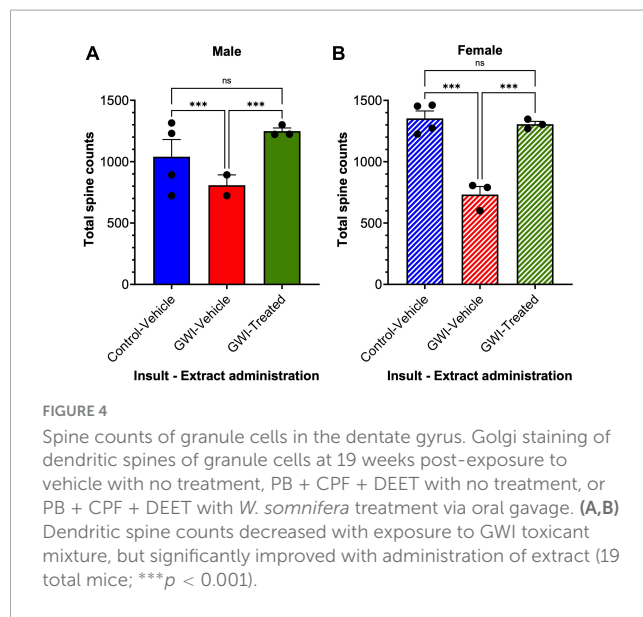 A
Male
ns
***
***
1500
1000
500
0
Total spine counts
Control-Vehicle
GWI-Vehicle
GWI-Treated
Insult - Extract administration
B
Female
ns
***
***
1500
1000
500
0
Total spine counts
Control-Vehicle
GWI-Vehicle
GWI-Treated
Insult - Extract administration
FIGURE 4
Spine counts of granule cells in the dentate gyrus. Golgi staining of
dendritic spines of granule cells at 19 weeks post-exposure to
vehicle with no treatment, PB + CPF + DEET with no treatment, or
PB + CPF + DEET with W. somnifera treatment via oral gavage. (A,B)
Dendritic spine counts decreased with exposure to GWI toxicant
mixture, but significantly improved with administration of extract (19
total mice; ***p < 0.001).